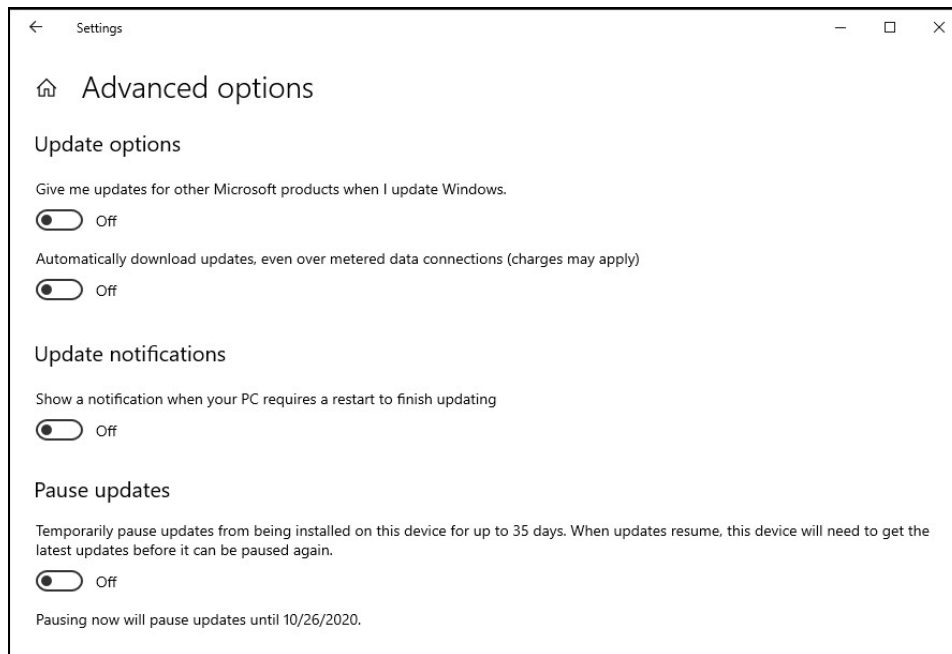 Settings
Advanced options
Update options
Give me updates for other Microsoft products when I update Windows.
Off
Automatically download updates, even over metered data connections (charges may apply)
Off
Update notifications
Show a notification when your PC requires a restart to finish updating
Off
Pause updates
Temporarily pause updates from being installed on this device for up to 35 days. When updates resume, this device will need to get the
latest updates before it can be paused again.
Off
Pausing now will pause updates until 10/26/2020.